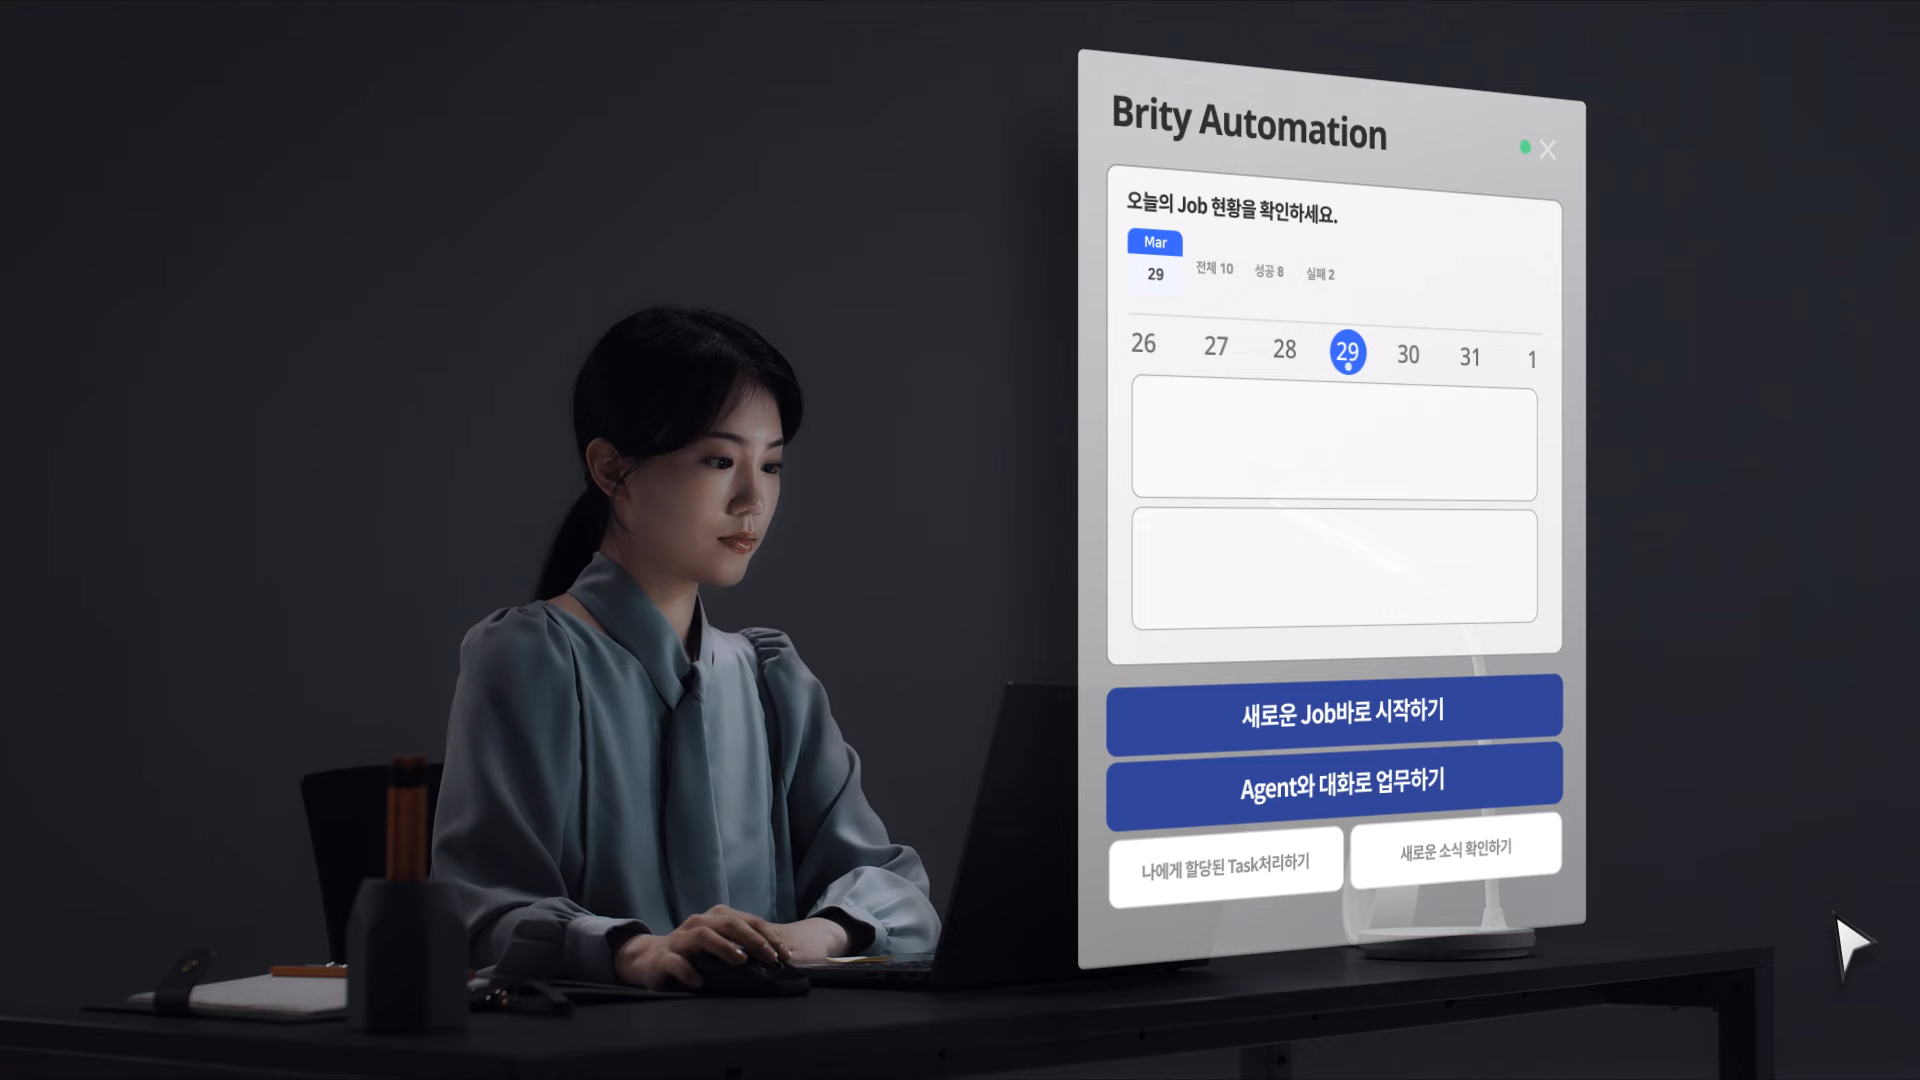 Brity Automation
오늘의 Job 현황을 확인하세요.
Mar
29
전체 10 성공 8 실패 2
26 27 28 29 30 31 1
새로운 Job바로 시작하기
Agent와 대화로 업무하기
나에게 할당된 Task처리하기
새로운 소식 확인하기